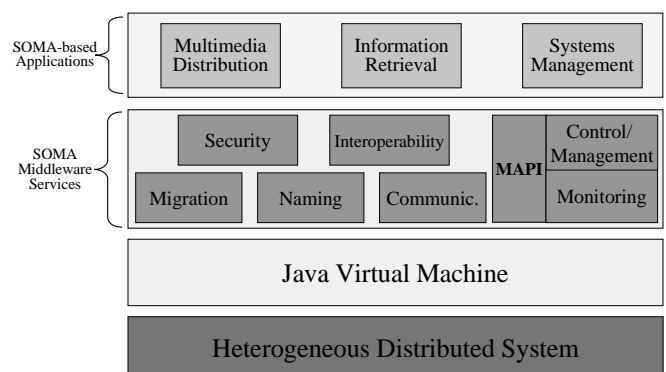 SOMA-based
Applications
Multimedia
Distribution
Information
Retrieval
Systems
Management
SOMA
Middleware
Services
Security
Interoperability
MAPI
Control/
Management
Migration
Naming
Communic.
Monitoring
Java Virtual Machine
Heterogeneous Distributed System